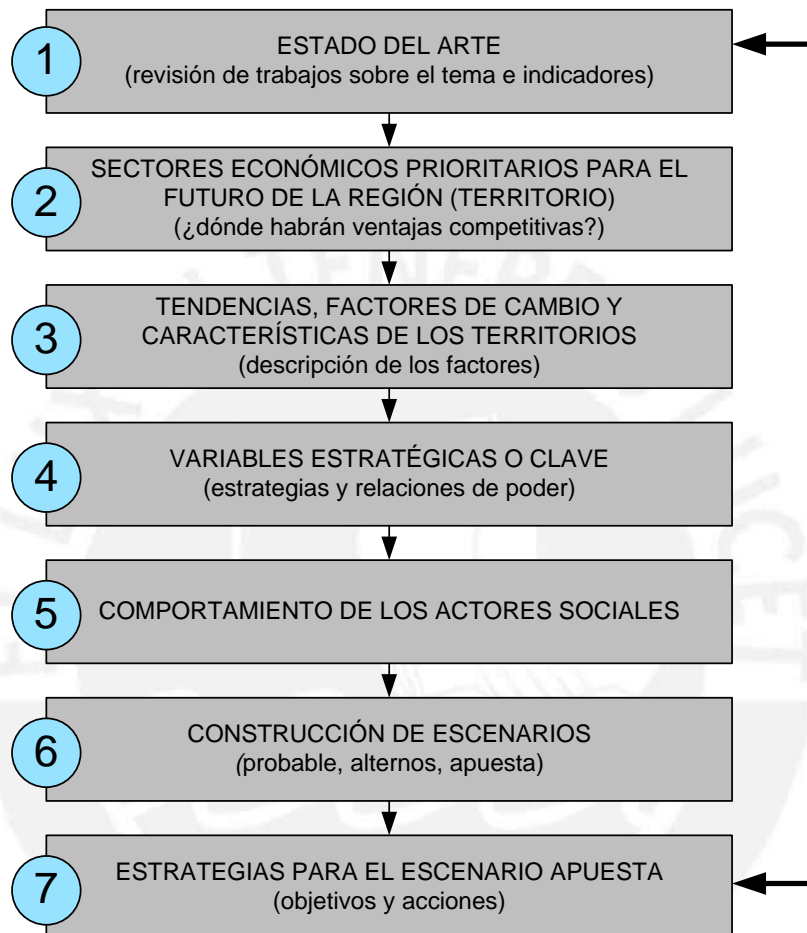 1
ESTADO DEL ARTE
(revisión de trabajos sobre el tema e indicadores)
2
SECTORES ECONÓMICOS PRIORITARIOS PARA EL
FUTURO DE LA REGIÓN (TERRITORIO)
(¿dónde habrán ventajas competitivas?)
3
TENDENCIAS, FACTORES DE CAMBIO Y
CARACTERÍSTICAS DE LOS TERRITORIOS
(descripción de los factores)
4
VARIABLES ESTRATÉGICAS O CLAVE
(estrategias y relaciones de poder)
5
COMPORTAMIENTO DE LOS ACTORES SOCIALES
6
CONSTRUCCIÓN DE ESCENARIOS
(probable, alternos, apuesta)
7
ESTRATEGIAS PARA EL ESCENARIO APUESTA
(objetivos y acciones)